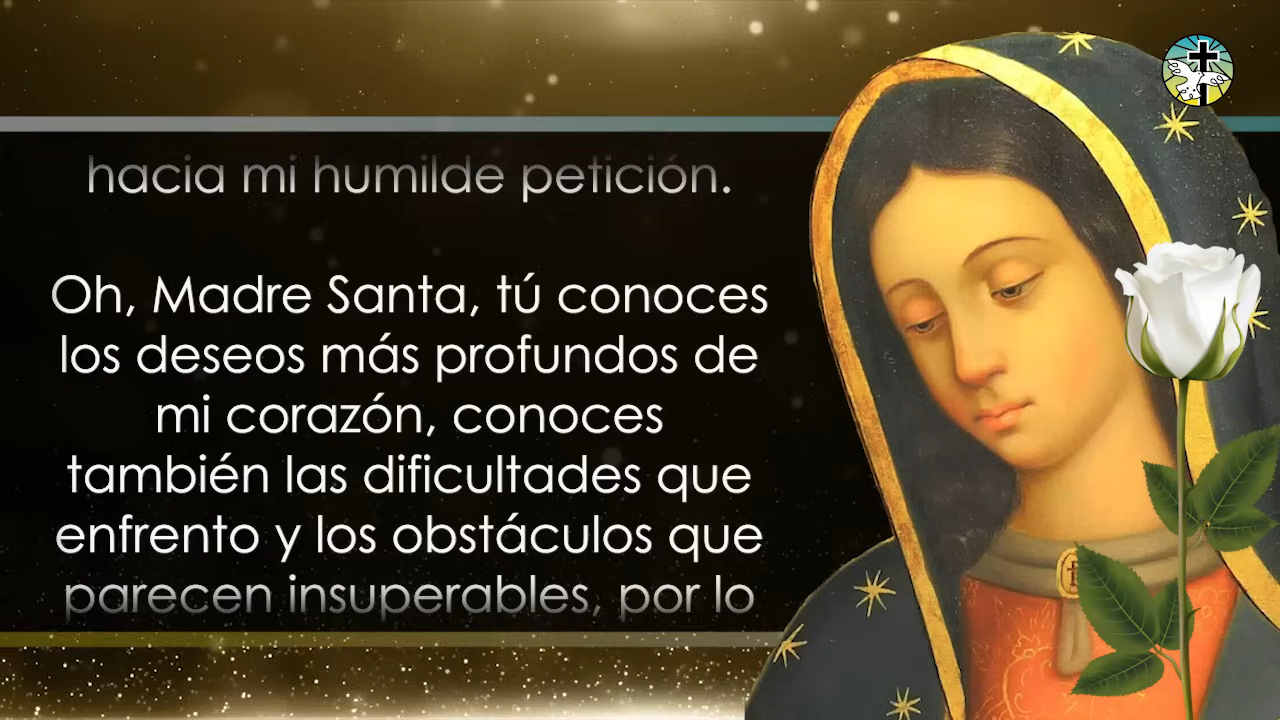 hacia mi humilde petición.
Oh, Madre Santa, tú conoces
los deseos más profundos de
mi corazón, conoces
también las dificultades que
enfrento y los obstáculos que
parecen insuperables, por lo